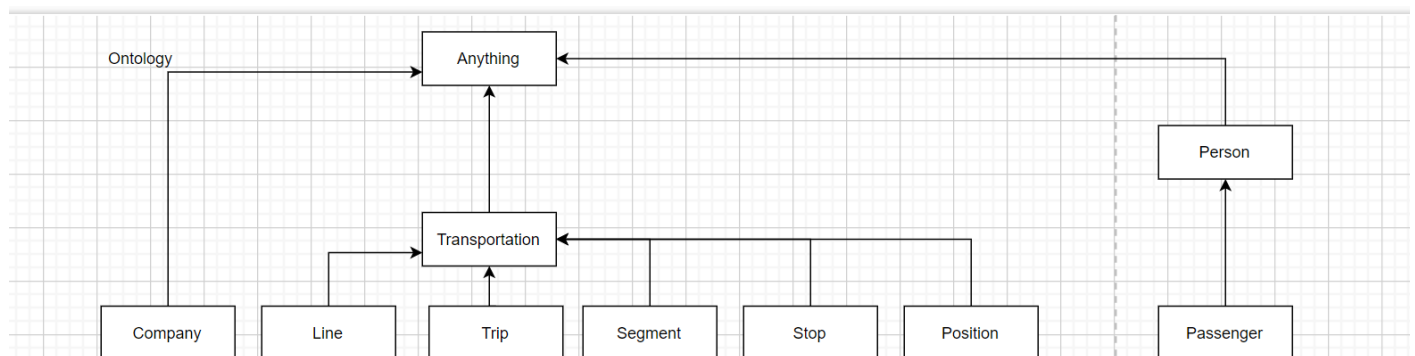 Ontology
Anything
Person
Transportation
Company
Line
Trip
Segment
Stop
Position
Passenger